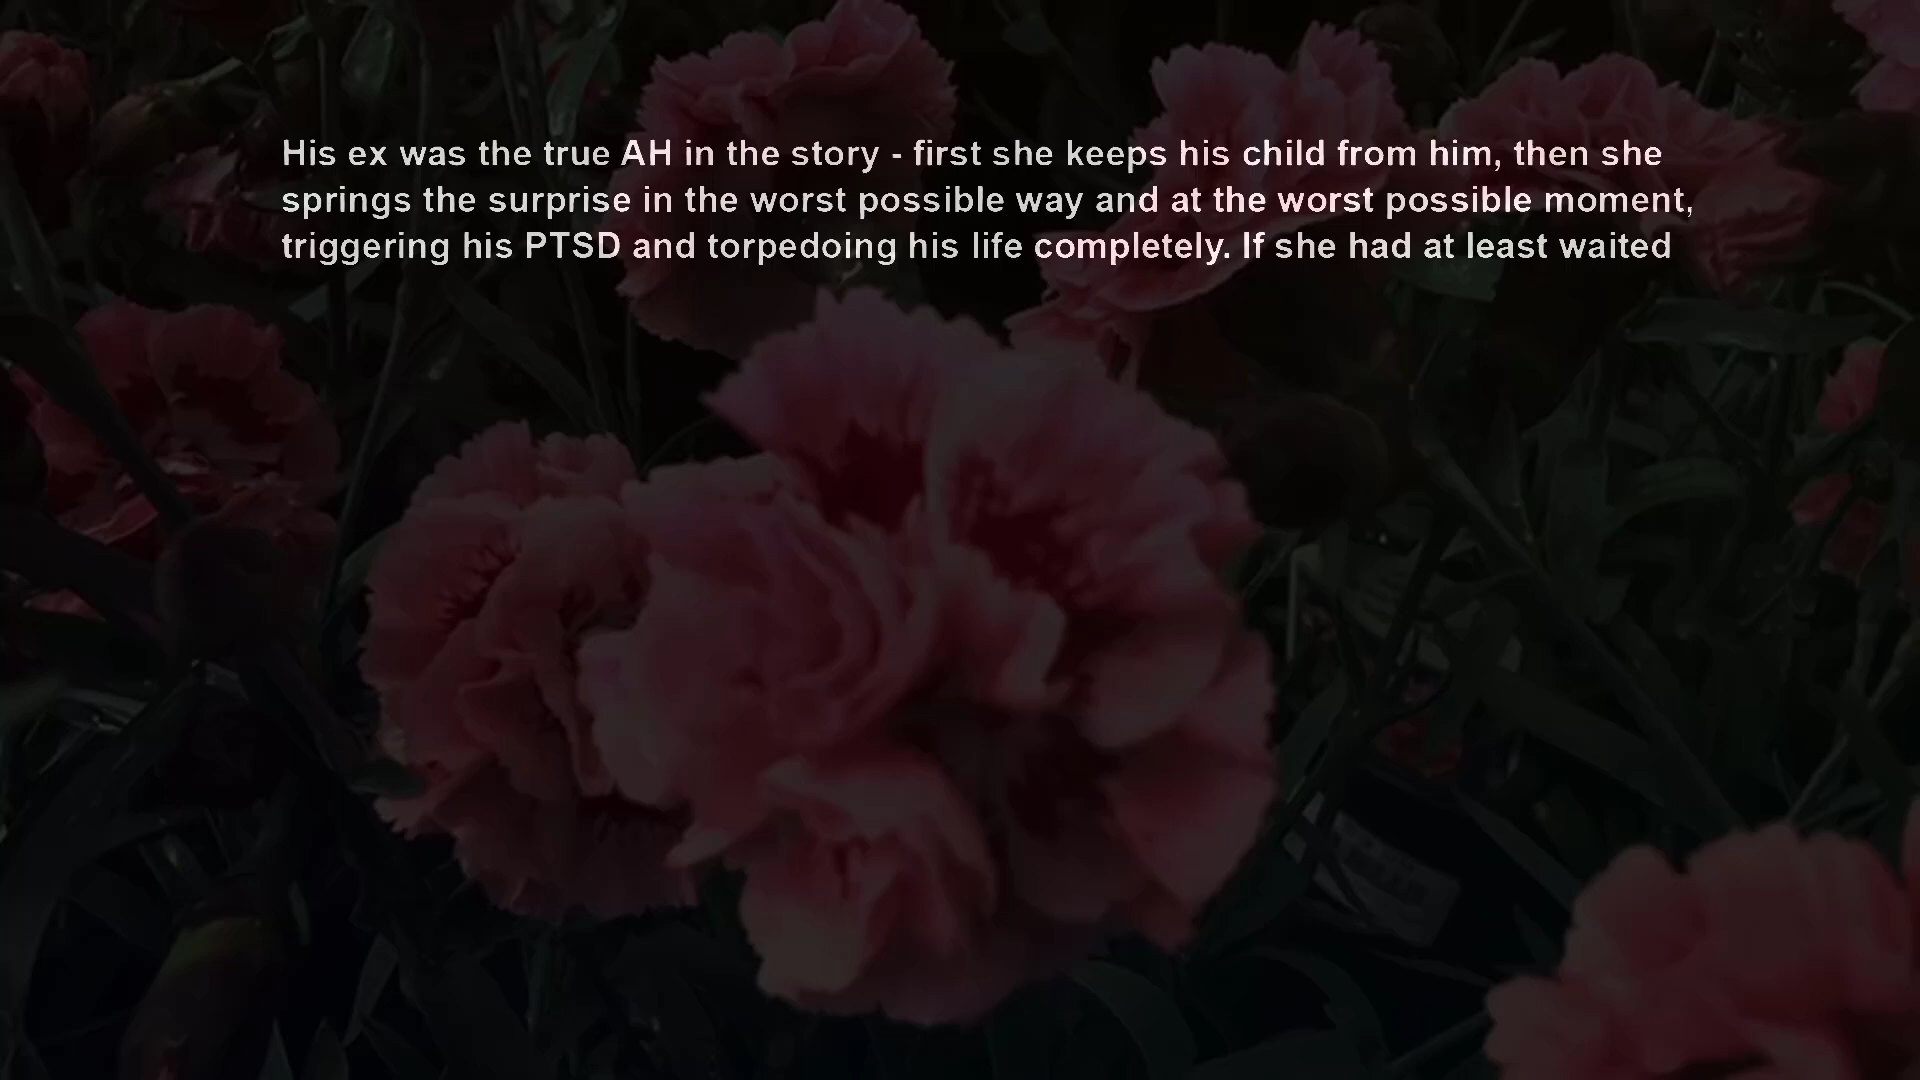 His ex was the true AH in the story - first she keeps his child from him, then she
springs the surprise in the worst possible way and at the worst possible moment,
triggering his PTSD and torpedoing his life completely. If she had at least waited